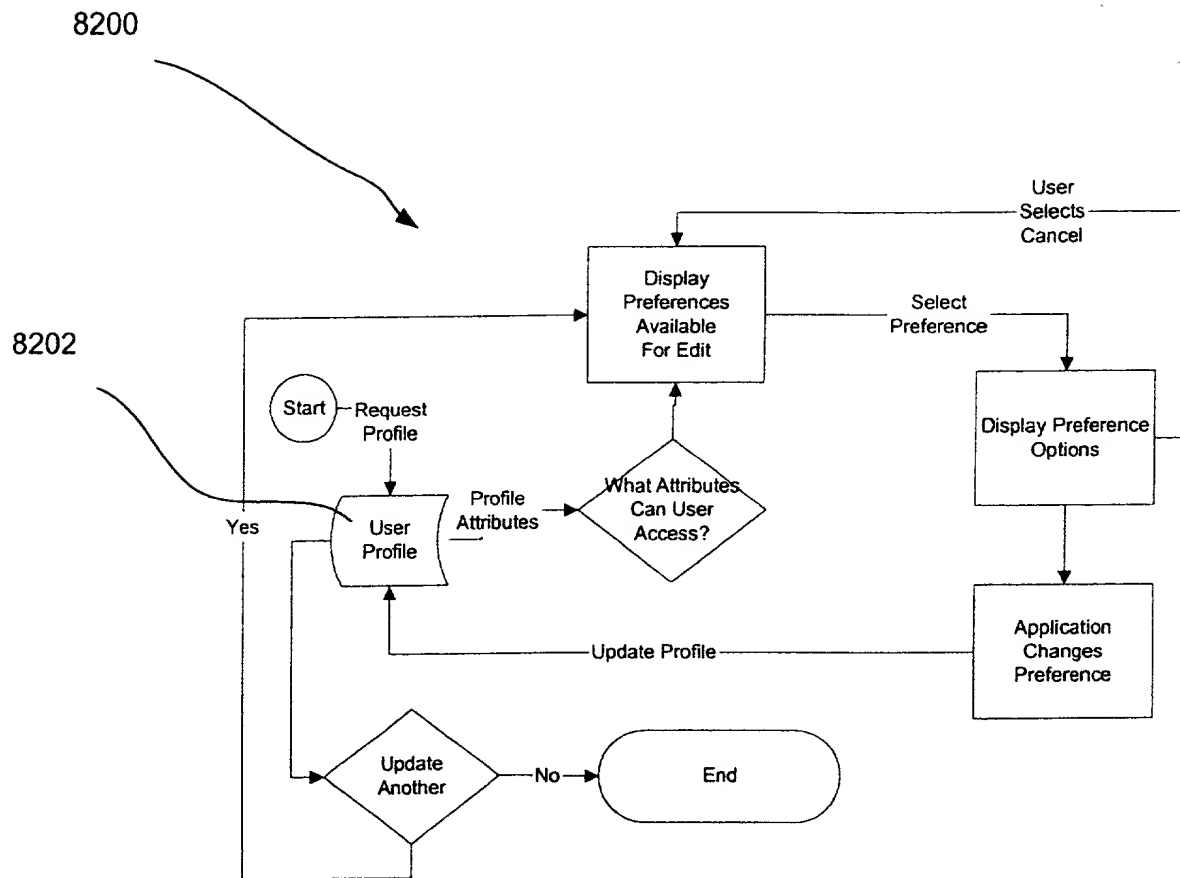 8200
User
Selects
Cancel
Display
Preferences
Available
For Edit
Select
Preference
8202
Start
Request
Profile
Display Preference
Options
What Attributes
Can User
Access?
Profile
Attributes
User
Profile
Yes
Application
Changes
Preference
Update Profile
Update
Another
No
End